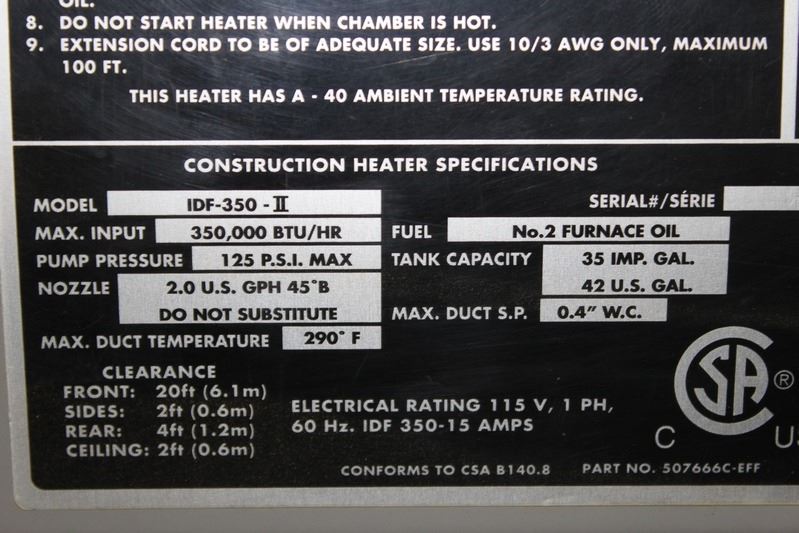 OIL.
8. DO NOT START HEATER WHEN CHAMBER IS HOT.
9. EXTENSION CORD TO BE OF ADEQUATE SIZE. USE 10/3 AWG ONLY, MAXIMUM
100 FT.
THIS HEATER HAS A - 40 AMBIENT TEMPERATURE RATING.
CONSTRUCTION HEATER SPECIFICATIONS
MODEL IDF-350 - II
SERIAL#/SÉRIE
MAX. INPUT 350,000 BTU/HR
FUEL No.2 FURNACE OIL
PUMP PRESSURE 125 P.S.I. MAX
TANK CAPACITY 35 IMP. GAL.
42 U.S. GAL.
NOZZLE 2.0 U.S. GPH 45°B
DO NOT SUBSTITUTE
MAX. DUCT S.P. 0.4" W.C.
MAX. DUCT TEMPERATURE 290° F
CLEARANCE
FRONT: 20ft (6.1m)
SIDES: 2ft (0.6m)
REAR: 4ft (1.2m)
CEILING: 2ft (0.6m)
ELECTRICAL RATING 115 V, 1 PH,
60 Hz. IDF 350-15 AMPS
CSA ®
C U
CONFORMS TO CSA B140.8 PART NO. 507666C-EFF